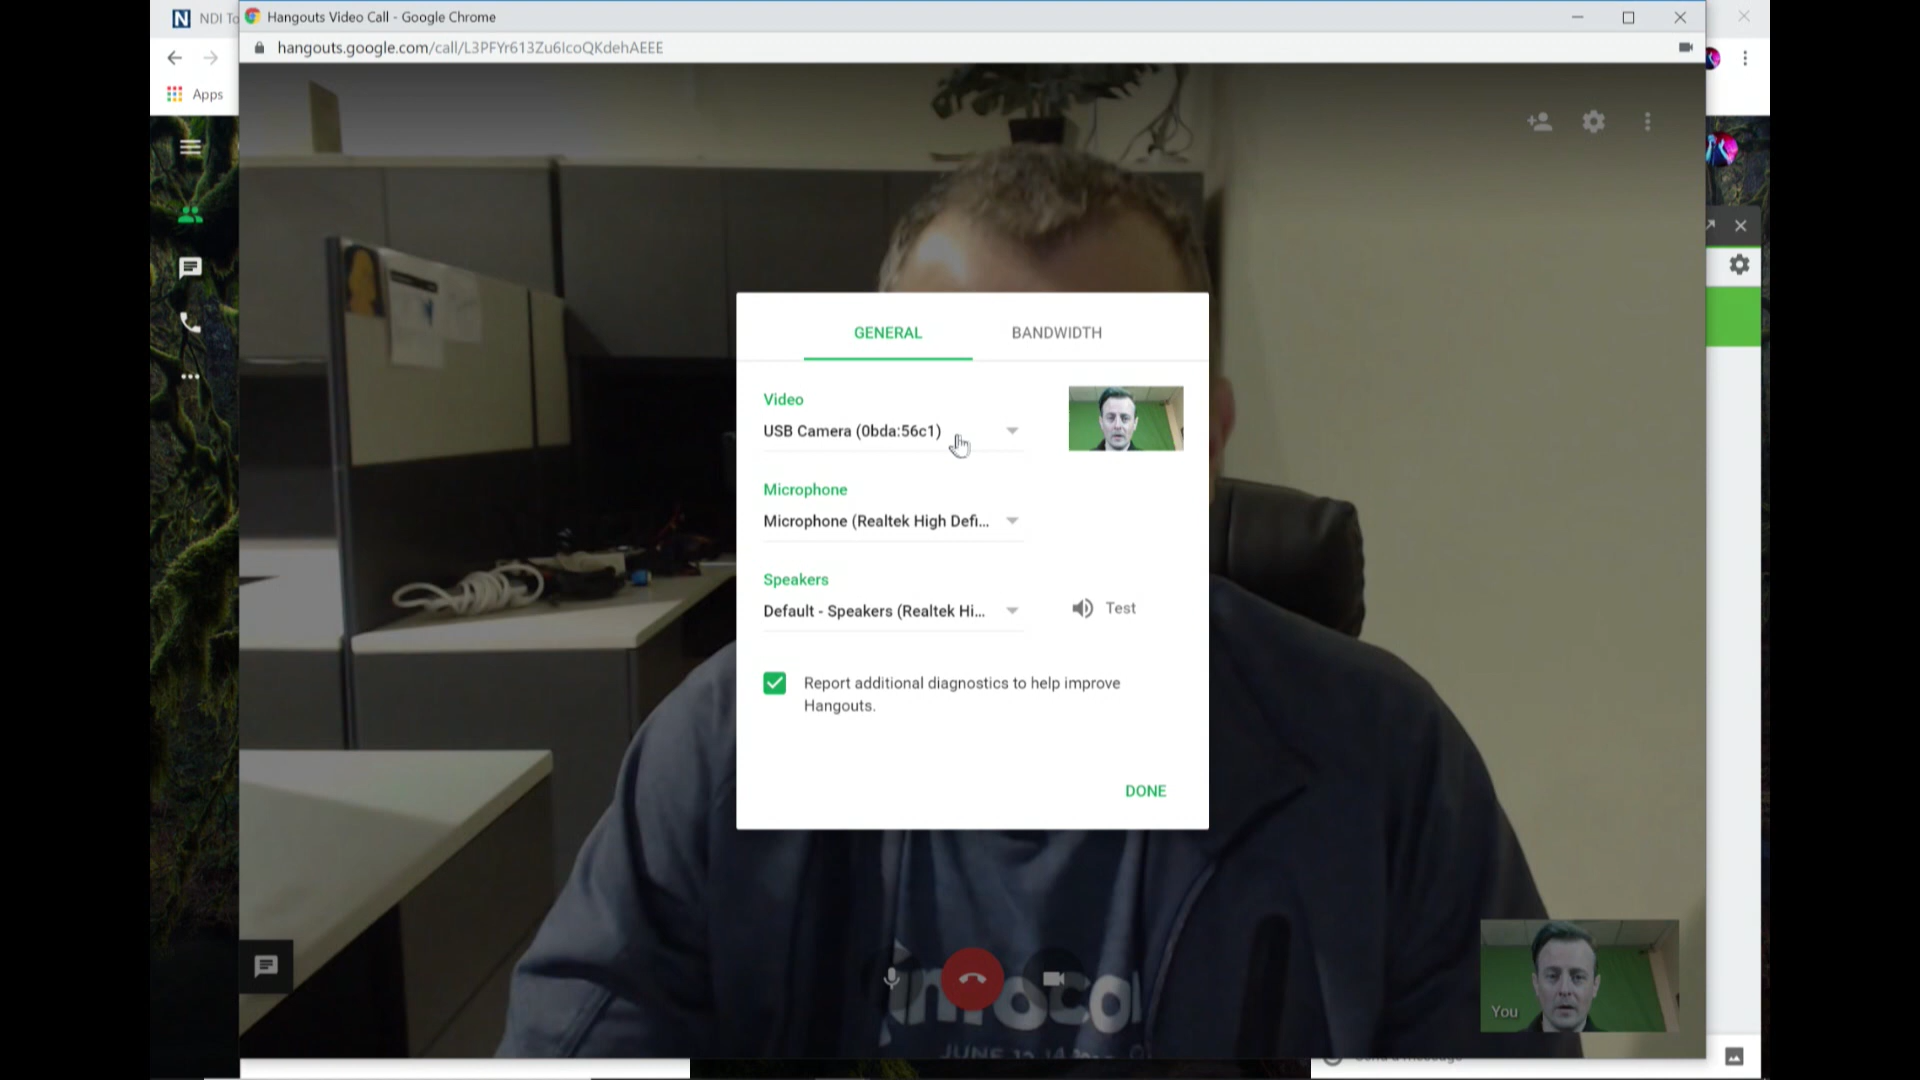 NDI To
Hangouts Video Call - Google Chrome
hangouts.google.com/call/L3PFYr613Zu6IcoQKdehAEEE
Apps
GENERAL
BANDWIDTH
Video
USB Camera (0bda:56c1)
Microphone
Microphone (Realtek High Defi...
Speakers
Default - Speakers (Realtek Hi...
Test
Report additional diagnostics to help improve
Hangouts.
DONE
You